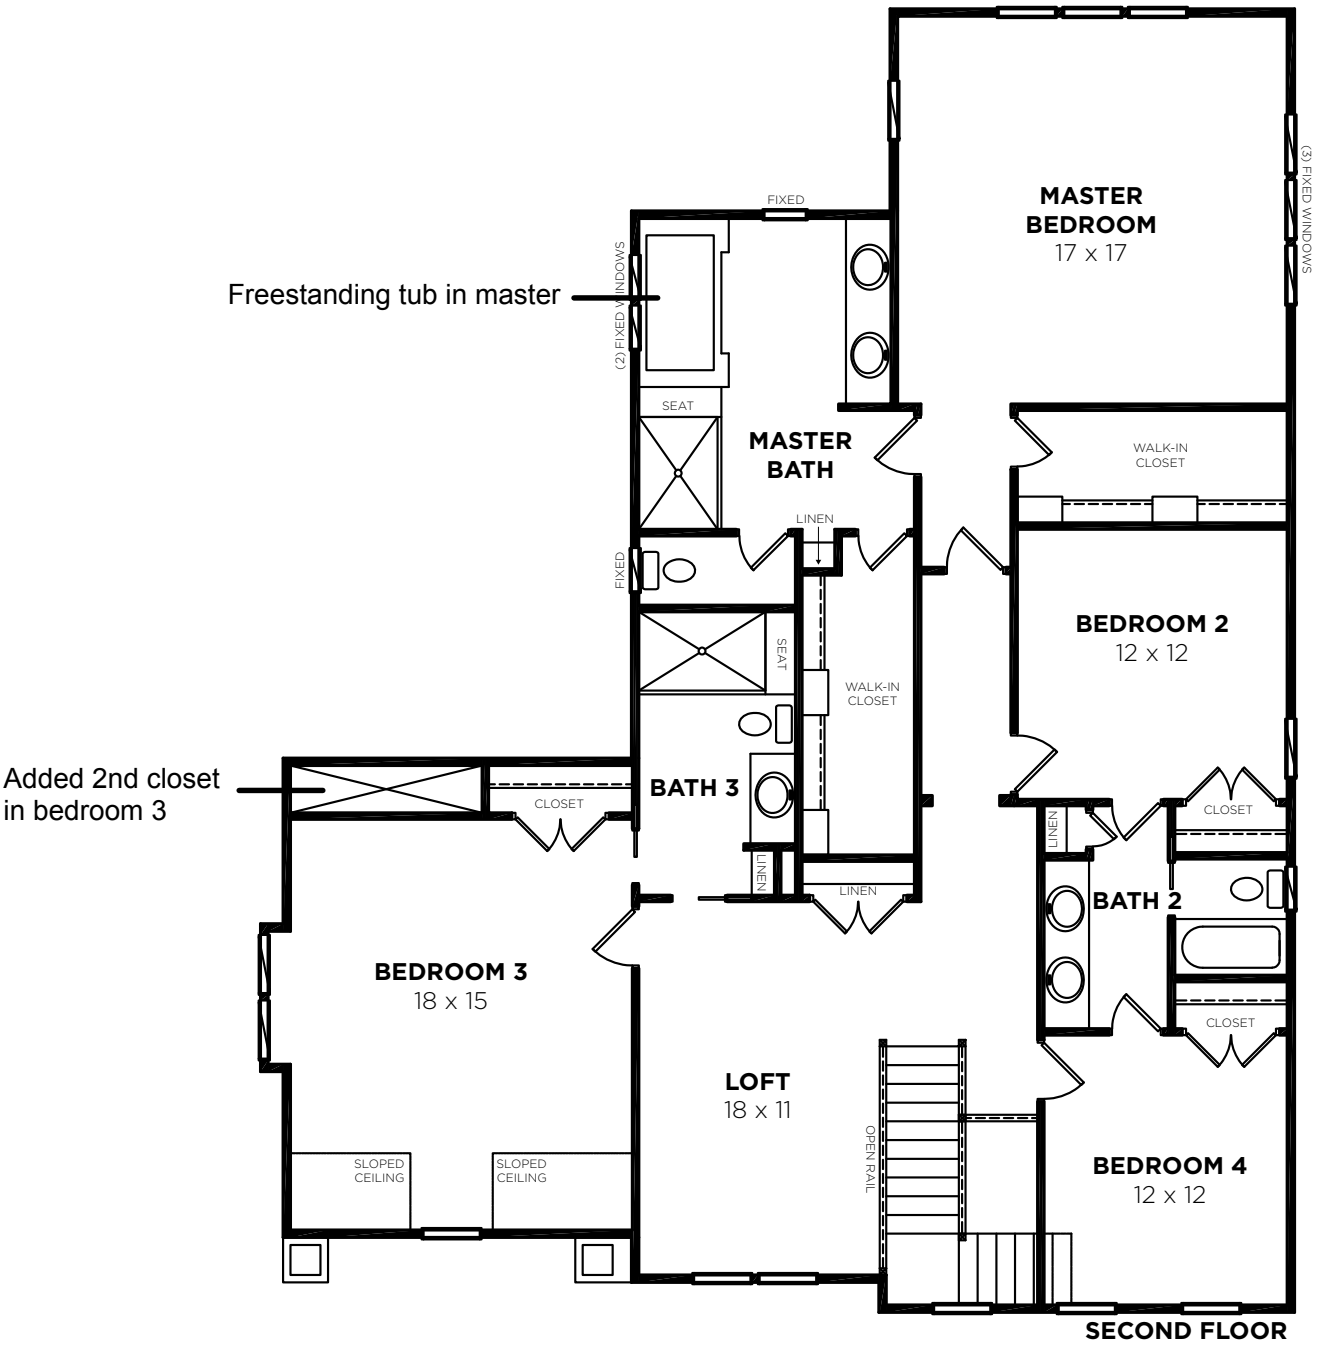 MASTER
BEDROOM
17 x 17
(3) FIXED WINDOWS
FIXED
(2) FIXED WINDOWS
Freestanding tub in master
SEAT
MASTER
BATH
WALK-IN
CLOSET
LINEN
FIXED
BEDROOM 2
12 x 12
SEAT
WALK-IN
CLOSET
Added 2nd closet
in bedroom 3
CLOSET
BATH 3
CLOSET
LINEN
LINEN
LINEN
BATH 2
BEDROOM 3
18 x 15
CLOSET
LOFT
18 x 11
OPEN RAIL
SLOPED
CEILING
SLOPED
CEILING
BEDROOM 4
12 x 12
SECOND FLOOR